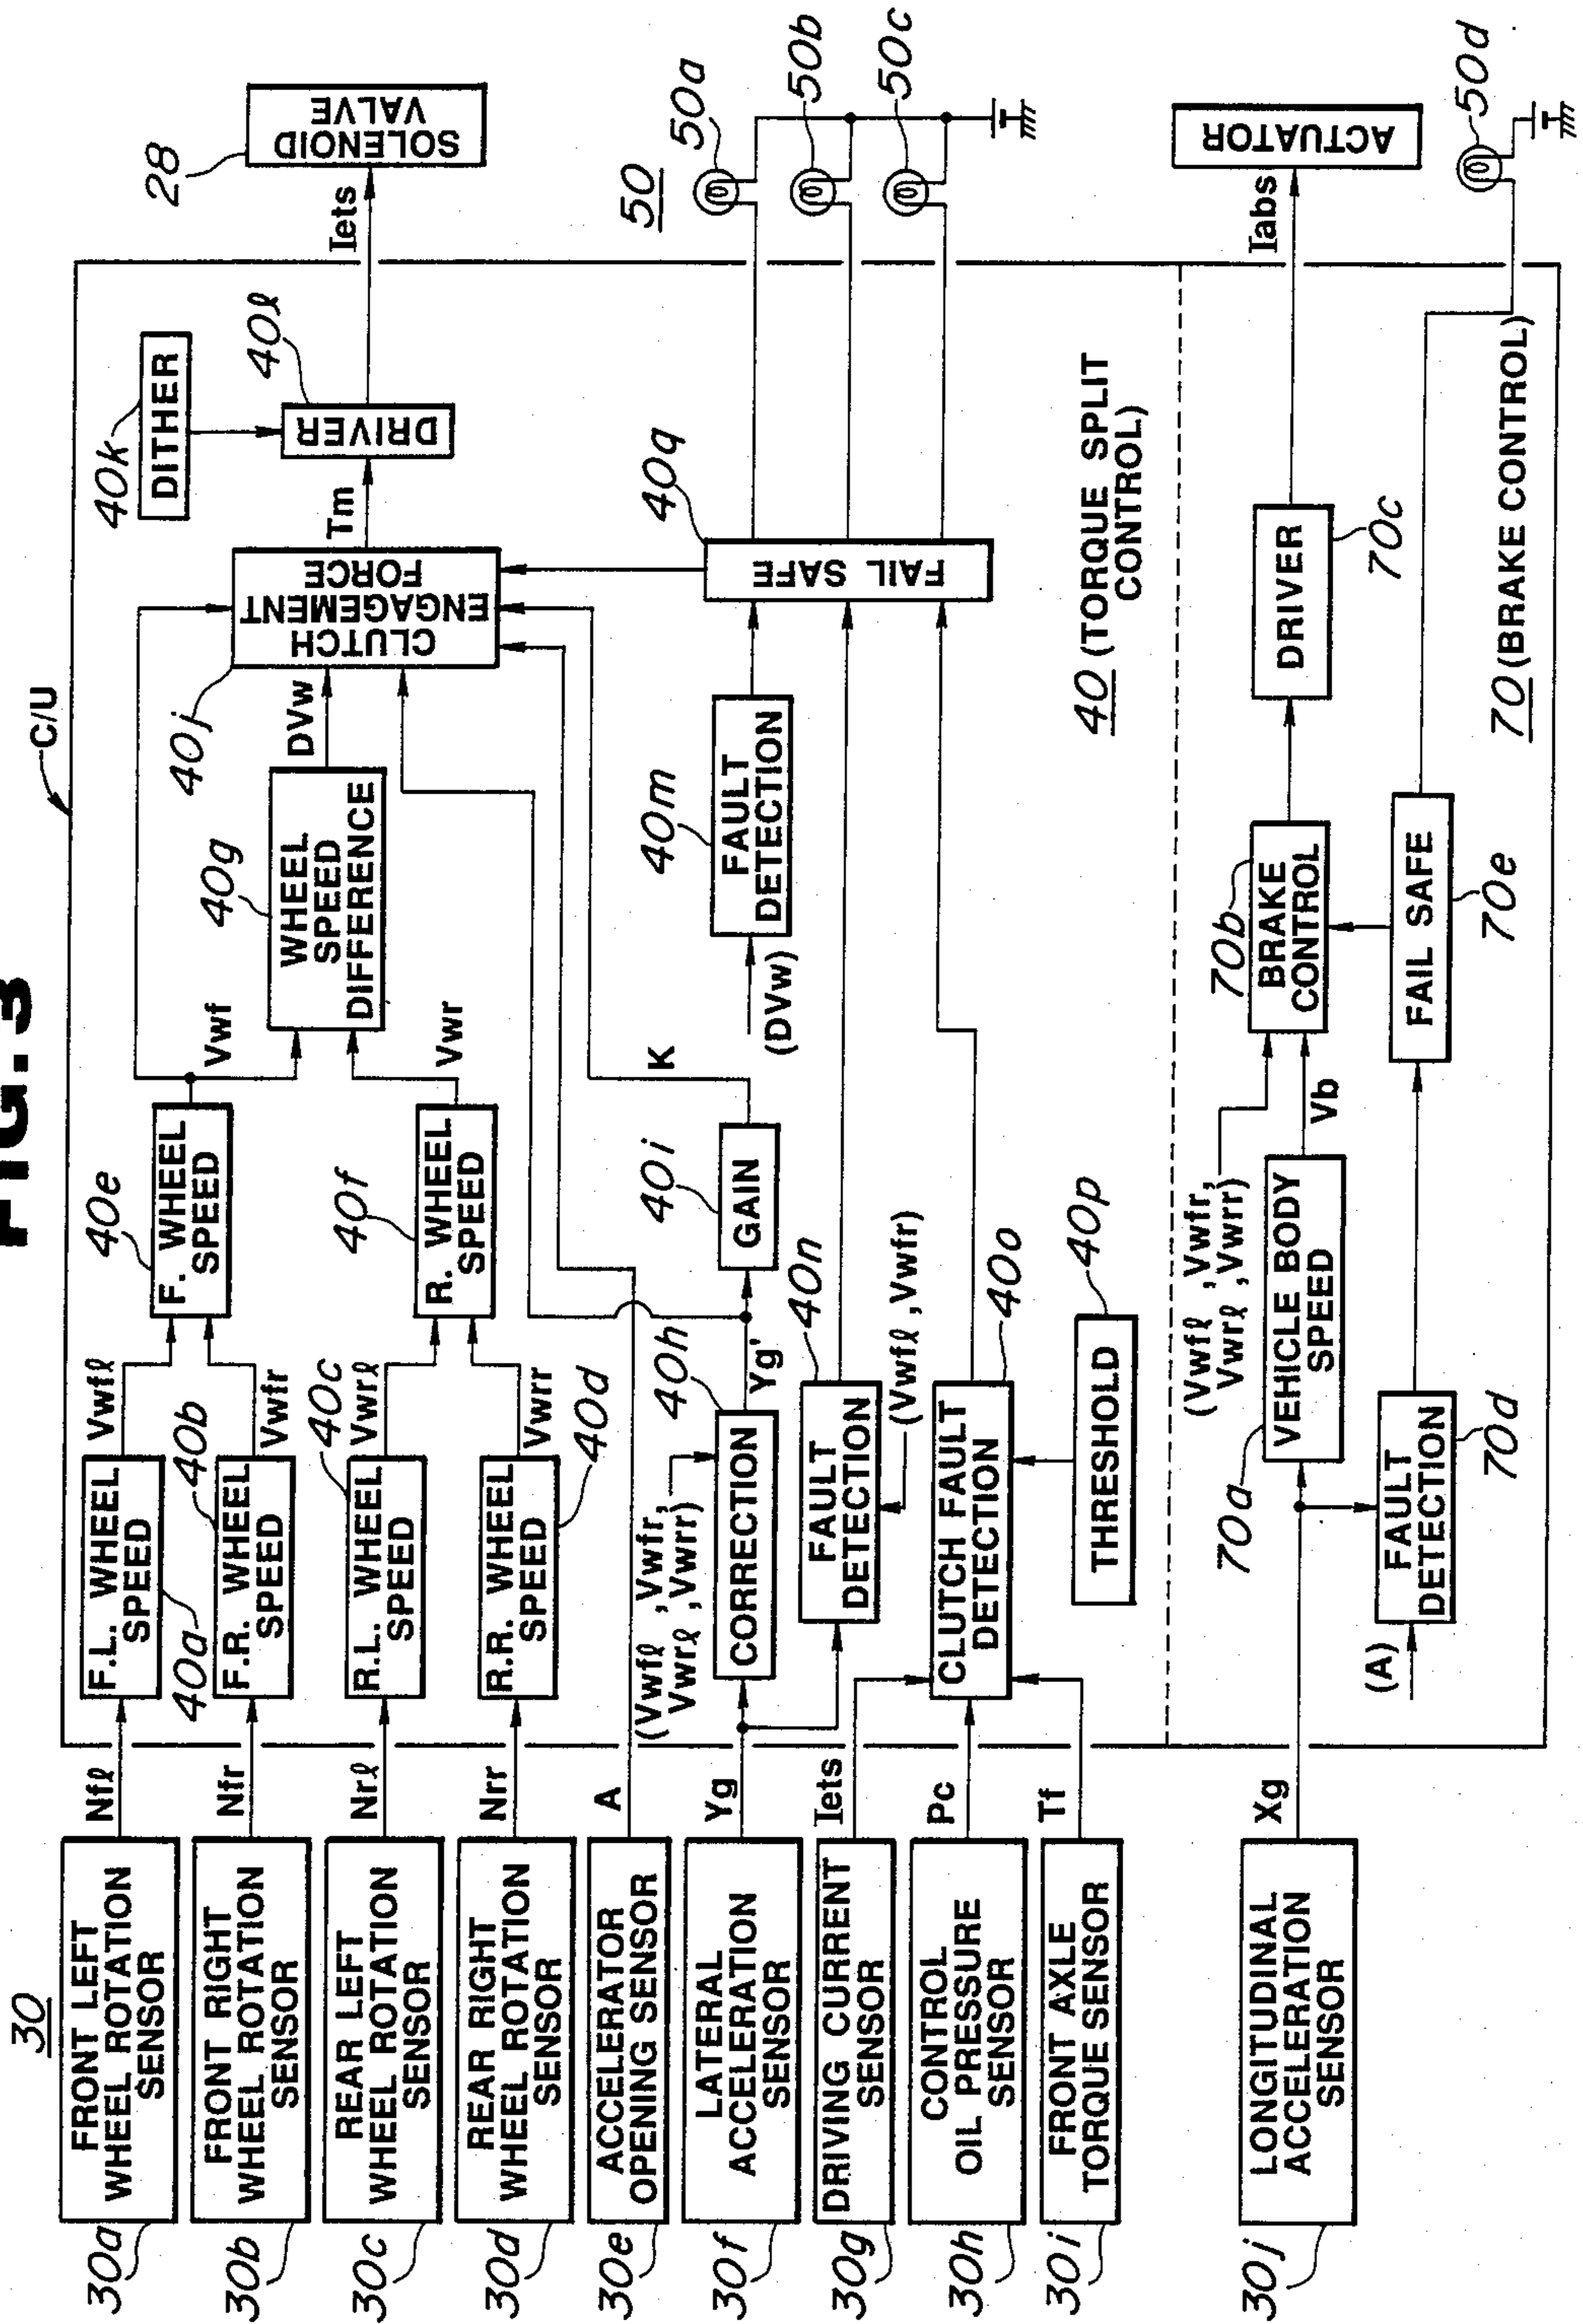 FIG.3
C/U
30
FRONT LEFT
WHEEL ROTATION
SENSOR
30a
Nfℓ
FRONT RIGHT
WHEEL ROTATION
SENSOR
30b
Nfr
REAR LEFT
WHEEL ROTATION
SENSOR
30c
Nrℓ
REAR RIGHT
WHEEL ROTATION
SENSOR
30d
Nrr
ACCELERATOR
OPENING SENSOR
30e
A
LATERAL
ACCELERATION
SENSOR
30f
Yg
DRIVING CURRENT
SENSOR
30g
Iets
CONTROL
OIL PRESSURE
SENSOR
30h
Pc
FRONT AXLE
TORQUE SENSOR
30i
Tf
LONGITUDINAL
ACCELERATION
SENSOR
30j
Xg
F.L. WHEEL
SPEED
40a
Vwfℓ
F.R. WHEEL
SPEED
40b
Vwfr
R.L. WHEEL
SPEED
40c
Vwrℓ
R.R. WHEEL
SPEED
40d
Vwrr
F. WHEEL
SPEED
40e
Vwf
R. WHEEL
SPEED
40f
Vwr
WHEEL
SPEED
DIFFERENCE
40g
DVw
(Vwfℓ ,Vwfr,
Vwrℓ ,Vwrr)
CORRECTION
40h
Yg'
GAIN
40i
K
CLUTCH
ENGAGEMENT
FORCE
40j
Tm
DITHER
40k
DRIVER
40ℓ
Iets
SOLENOID
VALVE
28
(DVw)
FAULT
DETECTION
40m
FAULT
DETECTION
40n
(Vwfℓ ,Vwfr)
CLUTCH FAULT
DETECTION
40o
THRESHOLD
40p
FAIL SAFE
40q
50
50a
50b
50c
40 (TORQUE SPLIT
CONTROL)
(Vwfℓ ,Vwfr,
Vwrℓ ,Vwrr)
VEHICLE BODY
SPEED
70a
Vb
BRAKE
CONTROL
70b
DRIVER
70c
Iabs
ACTUATOR
(A)
FAULT
DETECTION
70d
FAIL SAFE
70e
70 (BRAKE CONTROL)
50d